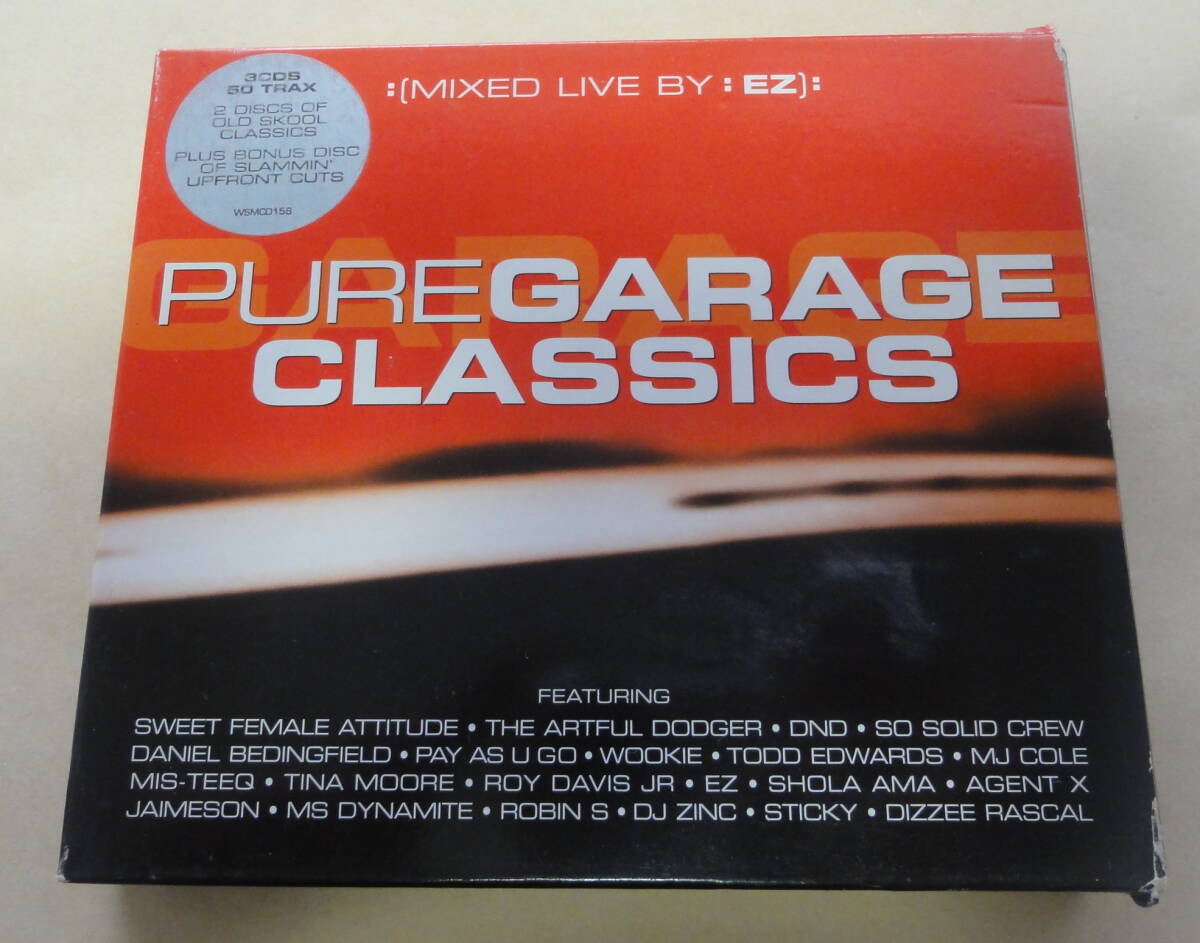 3CDS
50 TRAX
2 DISCS OF
OLD SKOOL
CLASSICS
PLUS BONUS DISC
OF SLAMMIN'
UPFRONT CUTS
WSMCD156
:(MIXED LIVE BY : EZ):
GARAGE
PUREGARAGE
CLASSICS
FEATURING
SWEET FEMALE ATTITUDE • THE ARTFUL DODGER • DND • SO SOLID CREW
DANIEL BEDINGFIELD • PAY AS U GO • WOOKIE • TODD EDWARDS • MJ COLE
MIS-TEEQ • TINA MOORE • ROY DAVIS JR • EZ • SHOLA AMA • AGENT X
JAIMESON • MS DYNAMITE • ROBIN S • DJ ZINC • STICKY • DIZZEE RASCAL